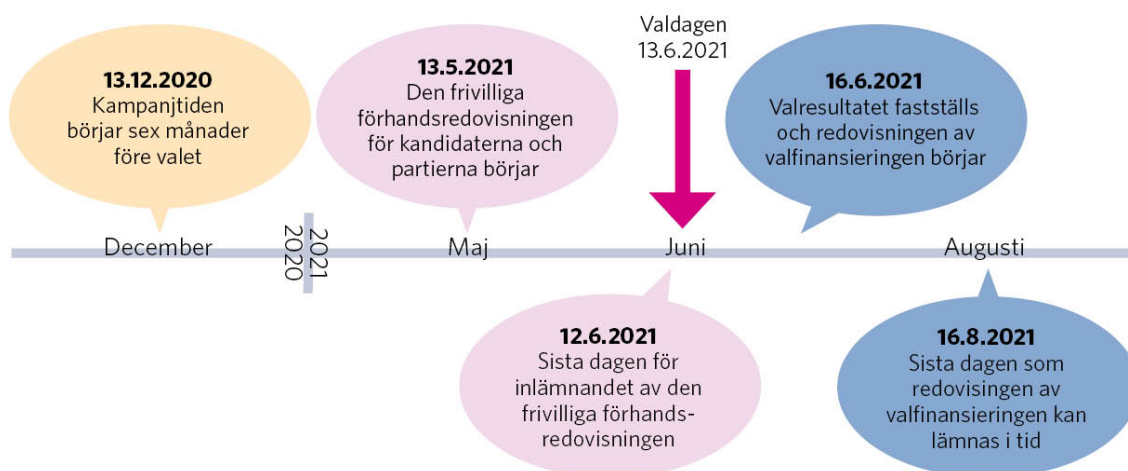 13.12.2020
Kampanjtiden
börjar sex månader
före valet
13.5.2021
Den frivilliga
förhandsredovisningen
för kandidaterna och
partierna börjar
Valdagen
13.6.2021
16.6.2021
Valresultatet fastställs
och redovisningen av
valfinansieringen börjar
December
2020
2021
Maj
Juni
Augusti
12.6.2021
Sista dagen för
inlämnandet av den
frivilliga förhands-
redovisningen
16.8.2021
Sista dagen som
redovisingen av
valfinansieringen kan
lämnas i tid